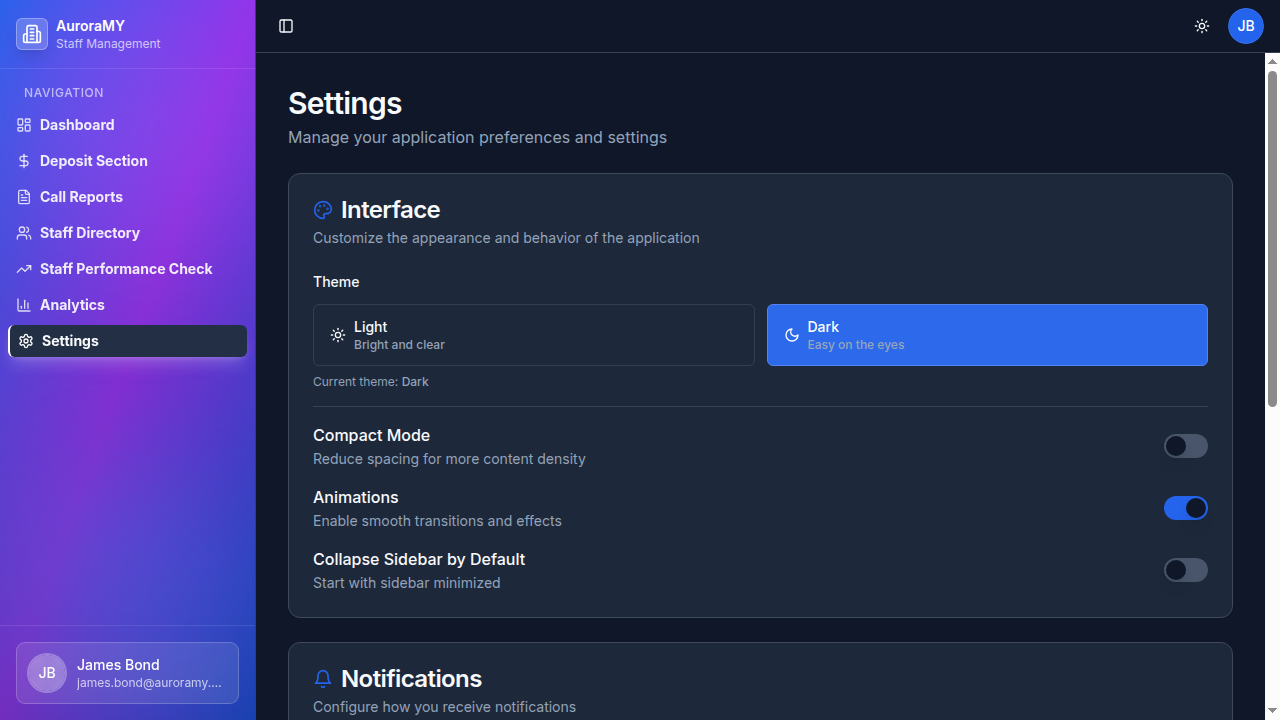 AuroraMY
Staff Management
NAVIGATION
Dashboard
Deposit Section
Call Reports
Staff Directory
Staff Performance Check
Analytics
Settings
JB
James Bond
james.bond@auroramy....
JB
Settings
Manage your application preferences and settings
Interface
Customize the appearance and behavior of the application
Theme
Light
Bright and clear
Dark
Easy on the eyes
Current theme: Dark
Compact Mode
Reduce spacing for more content density
Animations
Enable smooth transitions and effects
Collapse Sidebar by Default
Start with sidebar minimized
Notifications
Configure how you receive notifications